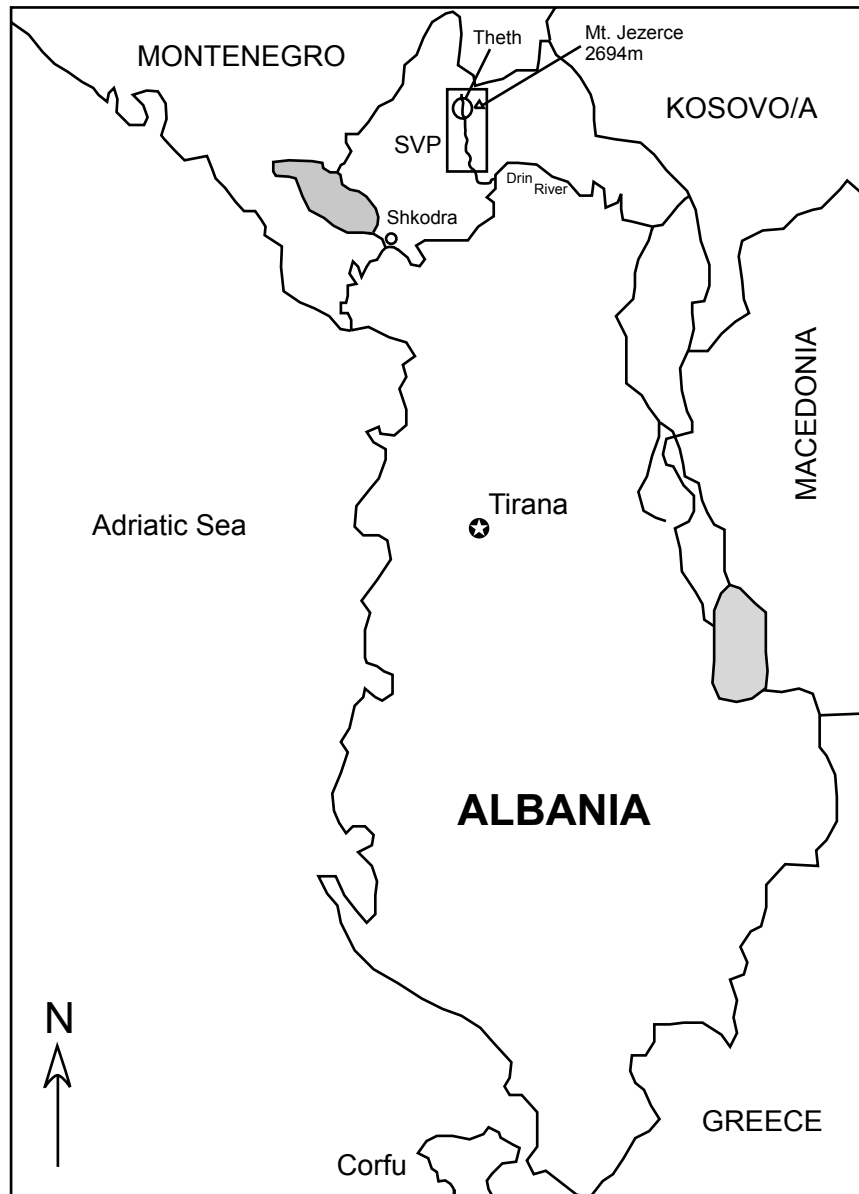 Theth
Mt. Jezerce
2694m
MONTENEGRO
KOSOVO/A
SVP
Drin
River
Shkodra
MACEDONIA
Tirana
Adriatic Sea
ALBANIA
N
GREECE
Corfu